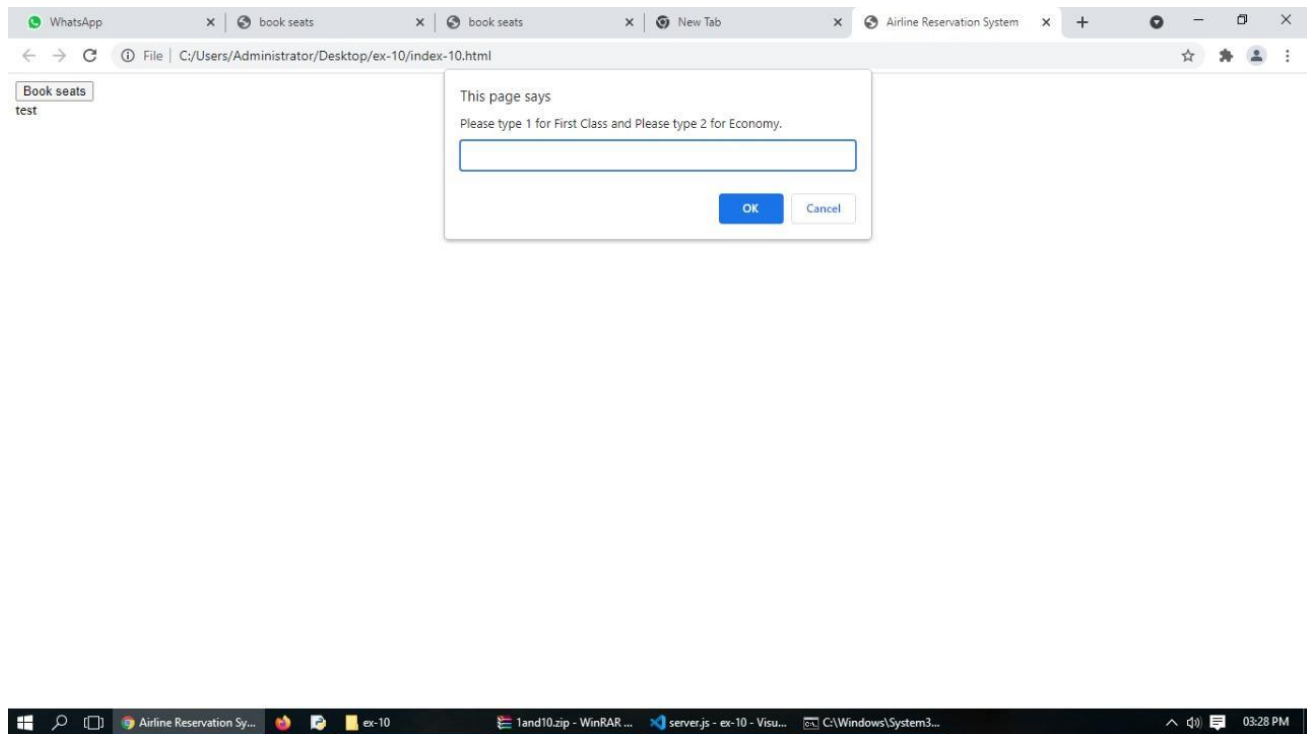 WhatsApp
book seats
book seats
New Tab
Airline Reservation System
File | C:/Users/Administrator/Desktop/ex-10/index-10.html
Book seats
test
This page says
Please type 1 for First Class and Please type 2 for Economy.
OK
Cancel
Airline Reservation Sy...
ex-10
1and10.zip - WinRAR ...
server.js - ex-10 - Visu...
C:\Windows\System3...
03:28 PM